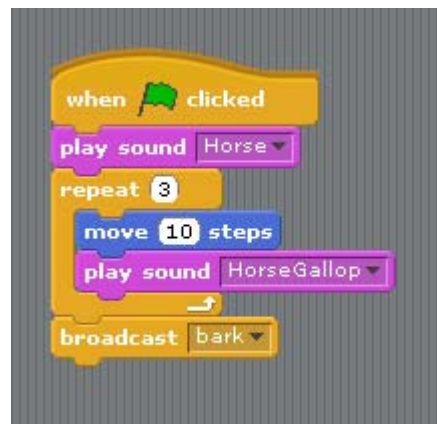 when clicked
play sound Horse
repeat 3
move 10 steps
play sound HorseGallop
broadcast bark